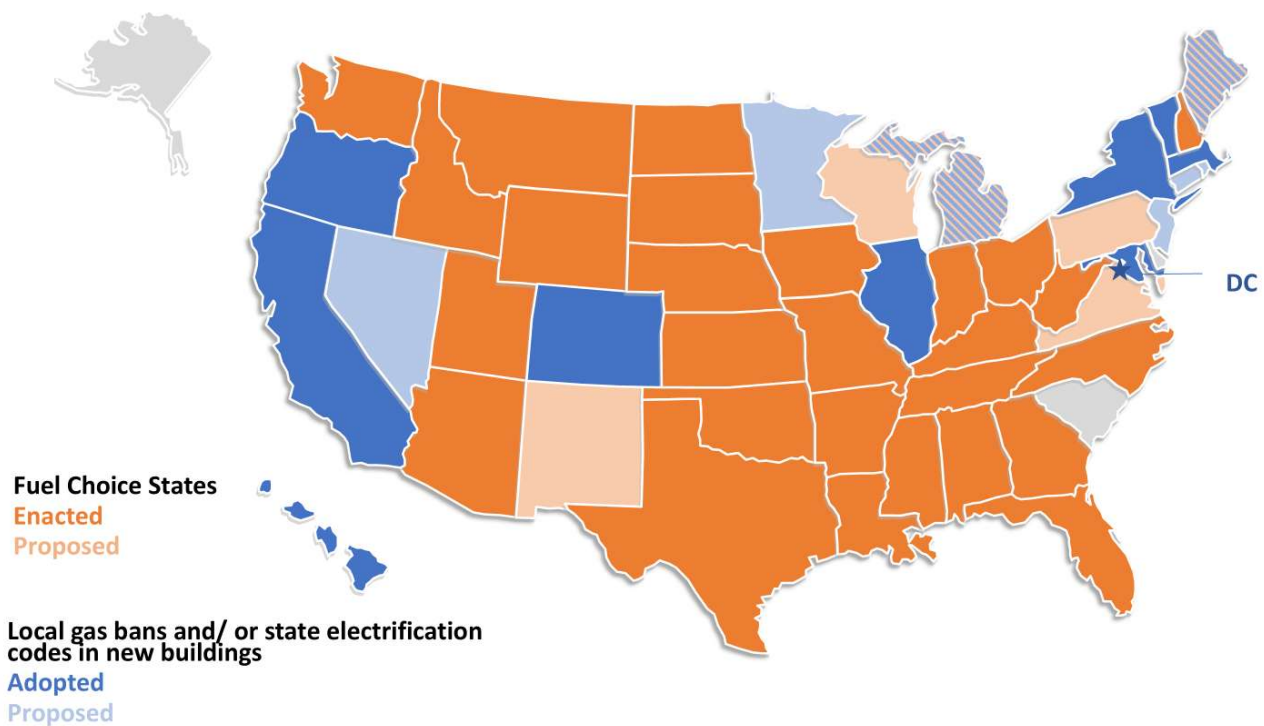 DC
Fuel Choice States
Enacted
Proposed
Local gas bans and/ or state electrification
codes in new buildings
Adopted
Proposed